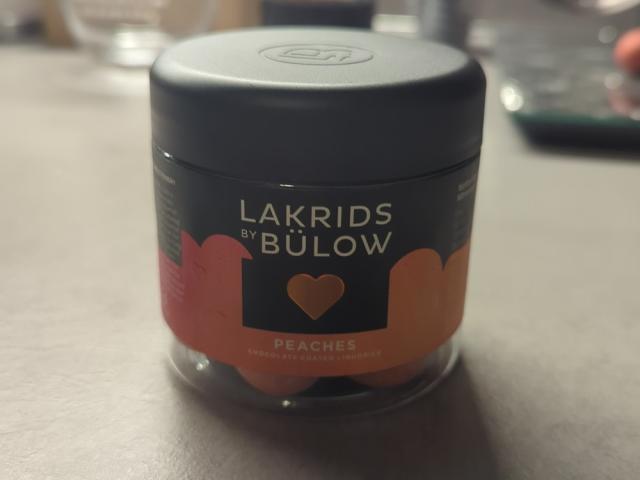 LAKRIDS
BY BÜLOW
PEACHES
CHOCOLATE COATED LIQUORICE